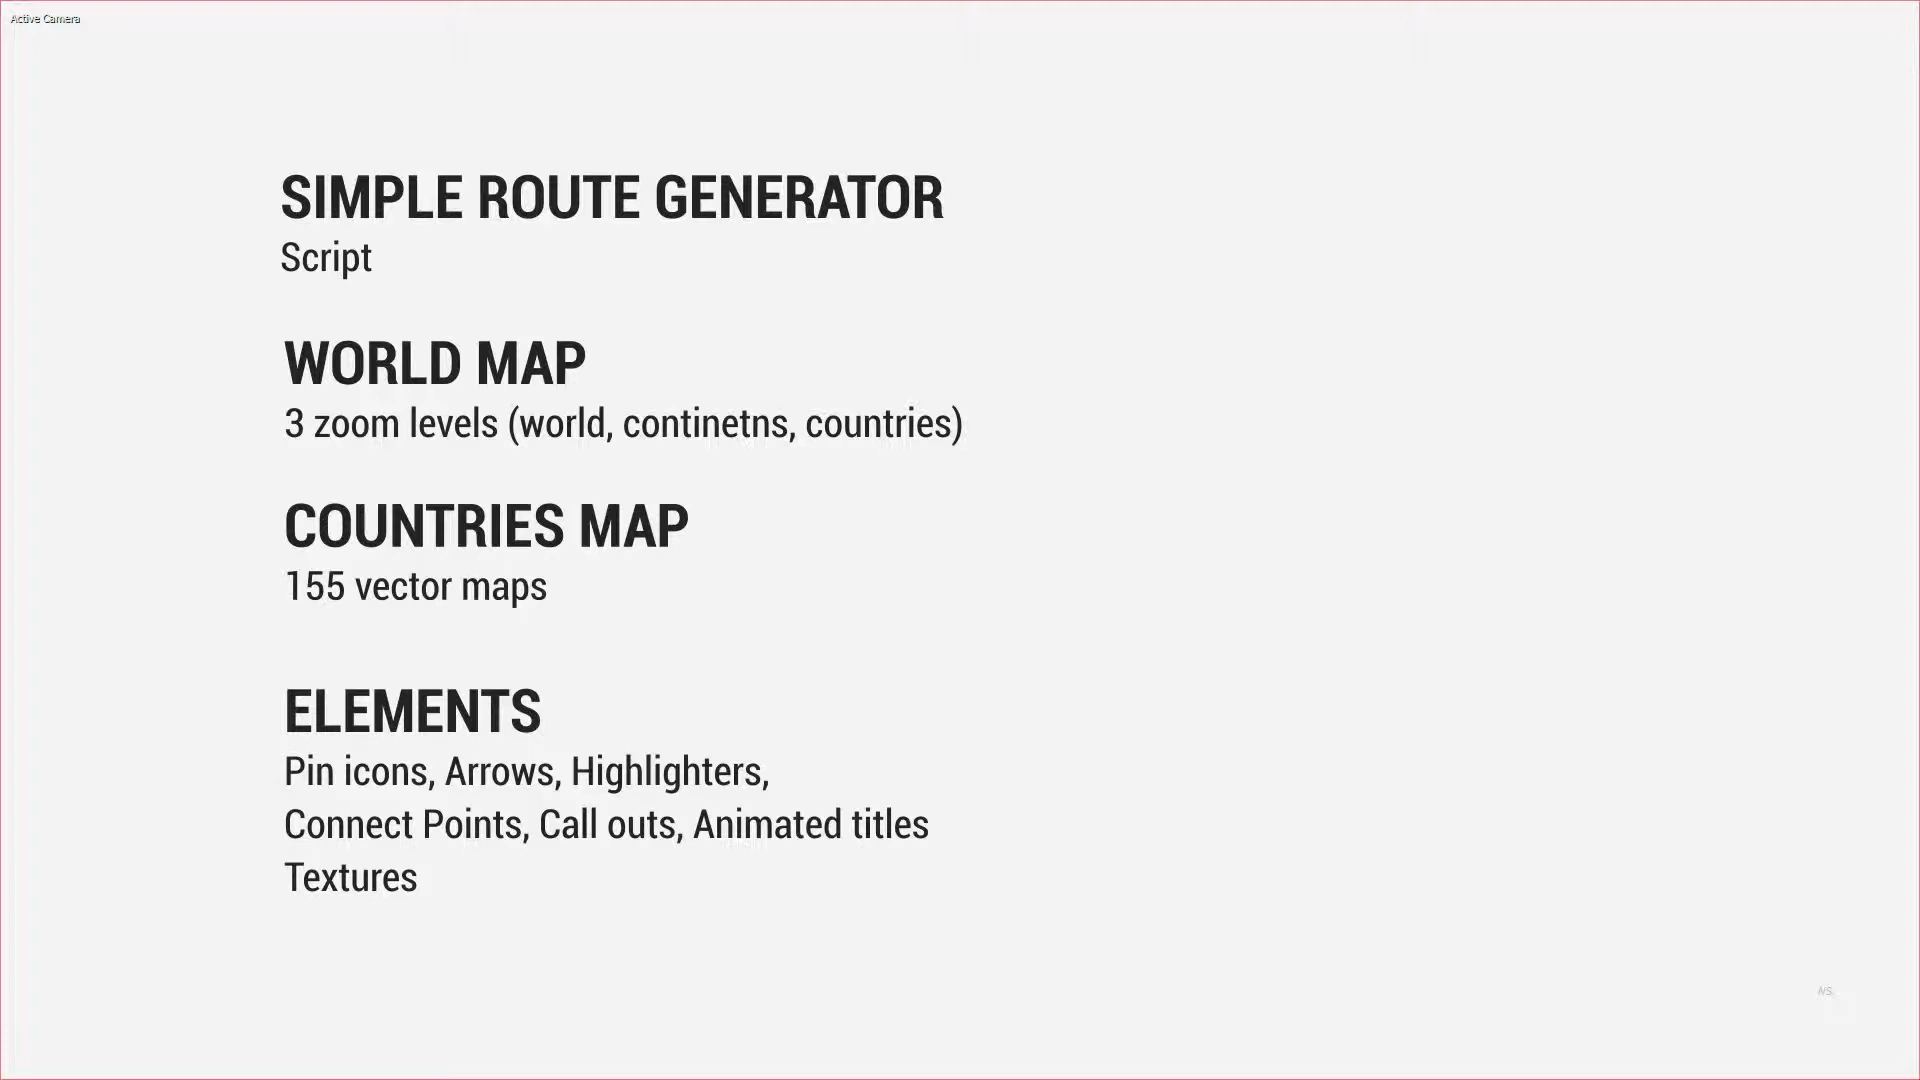 Active Camera
SIMPLE ROUTE GENERATOR
Script
WORLD MAP
3 zoom levels (world, continetns, countries)
COUNTRIES MAP
155 vector maps
ELEMENTS
Pin icons, Arrows, Highlighters,
Connect Points, Call outs, Animated titles
Textures